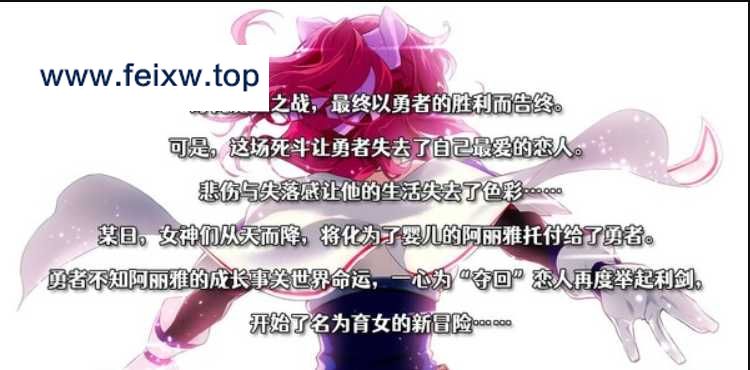 www.feixw.top
之战，最终以勇者的胜利而告终。
可是，这场死斗让勇者失去了自己最爱的恋人。
悲伤与失落感让他的生活失去了色彩……
某日，女神们从天而降，将化为了婴儿的阿丽雅托付给了勇者。
勇者不知阿丽雅的成长事关世界命运，一心为“夺回”恋人再度举起利剑，
开始了名为育女的新冒险……